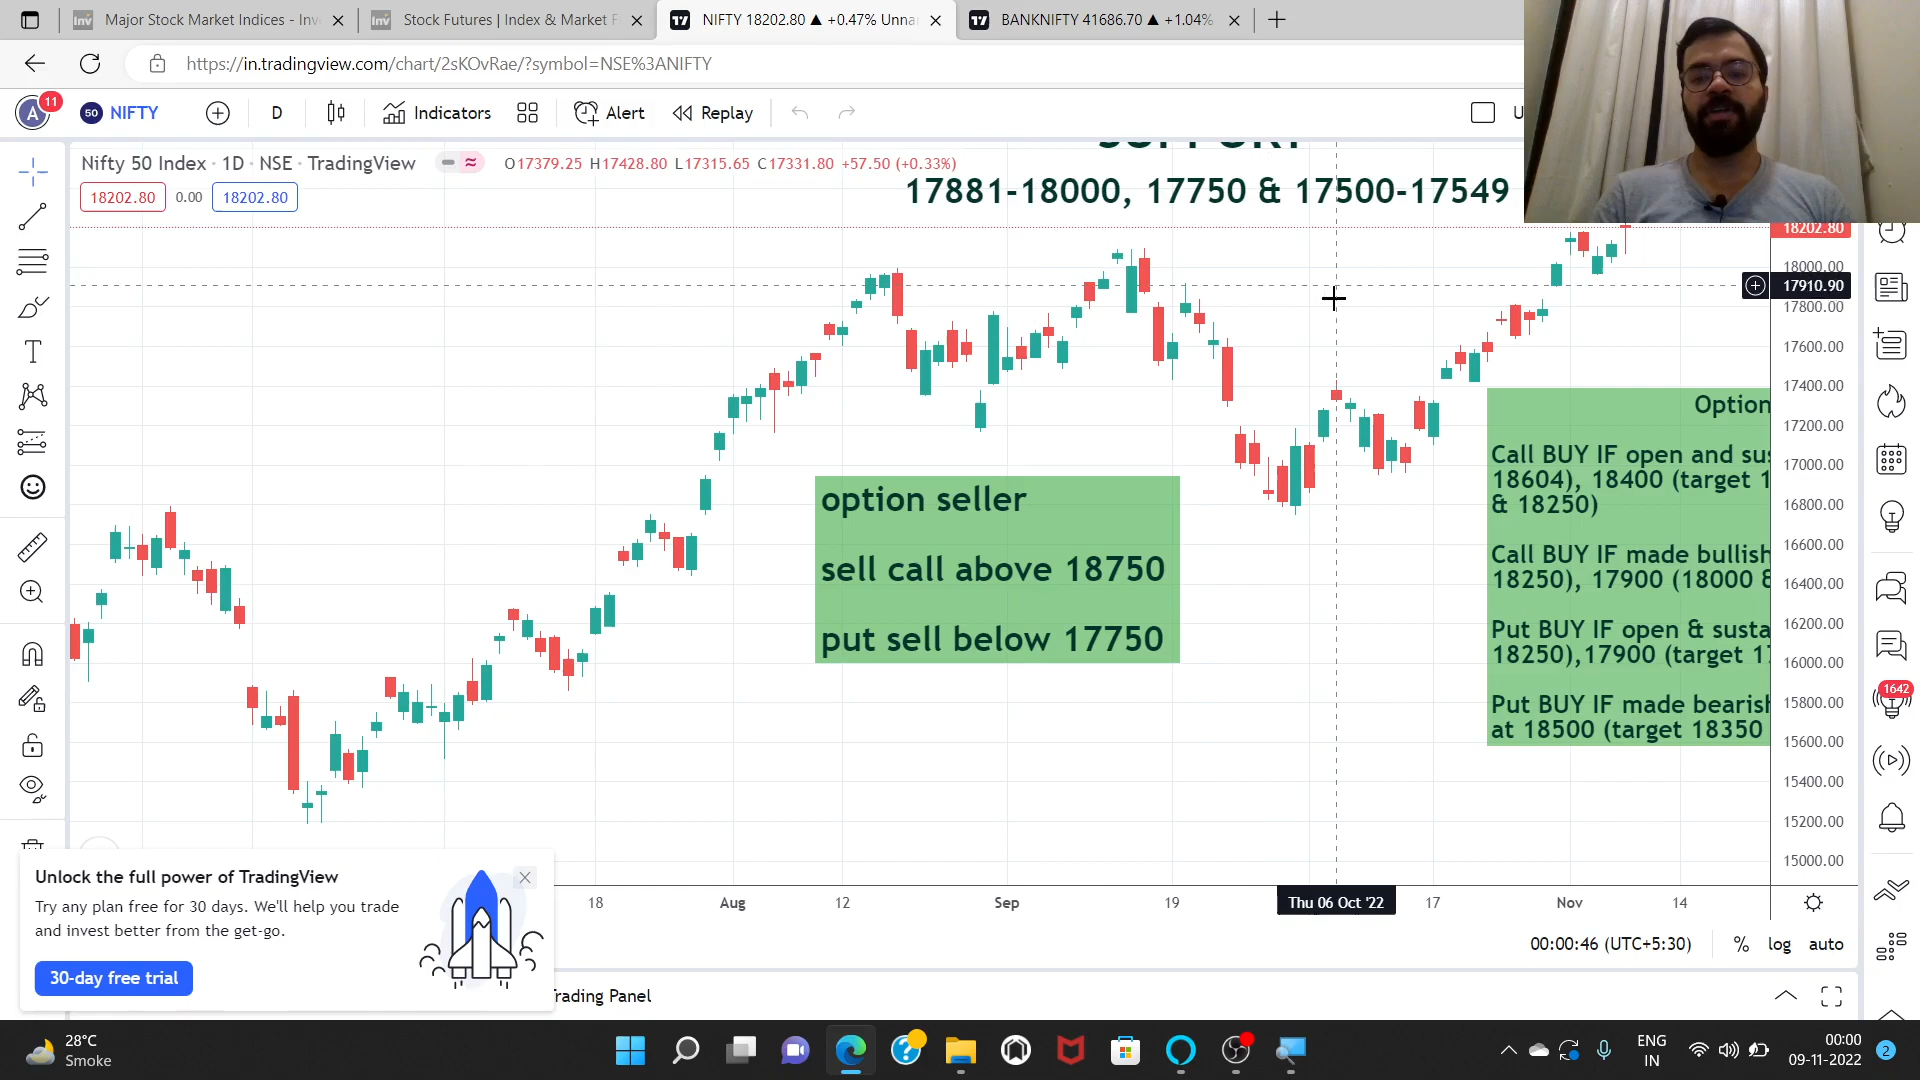 Major Stock Market Indices - Inv
Stock Futures | Index & Market F
NIFTY 18202.80 ▲ +0.47% Unna
BANKNIFTY 41686.70 ▲ +1.04%
https://in.tradingview.com/chart/2sKOvRae/?symbol=NSE%3ANIFTY
A
11
50
NIFTY
D
Indicators
Alert
Replay
U
SUPPORT
Nifty 50 Index · 1D · NSE · TradingView
O17379.25 H17428.80 L17315.65 C17331.80 +57.50 (+0.33%)
18202.80
0.00
18202.80
17881-18000, 17750 & 17500-17549
18202.80
18000.00
17910.90
17800.00
17600.00
17400.00
17200.00
17000.00
16800.00
16600.00
16400.00
16200.00
16000.00
15800.00
15600.00
15400.00
15200.00
15000.00
option seller
sell call above 18750
put sell below 17750
Option
Call BUY IF open and sus
18604), 18400 (target 1
& 18250)
Call BUY IF made bullish
18250), 17900 (18000 &
Put BUY IF open & susta
18250),17900 (target 17
Put BUY IF made bearish
at 18500 (target 18350
1642
18
Aug
12
Sep
19
Thu 06 Oct '22
17
Nov
14
00:00:46 (UTC+5:30)
%
log
auto
Unlock the full power of TradingView
Try any plan free for 30 days. We'll help you trade
and invest better from the get-go.
30-day free trial
Trading Panel
28°C
Smoke
ENG
IN
00:00
09-11-2022
2